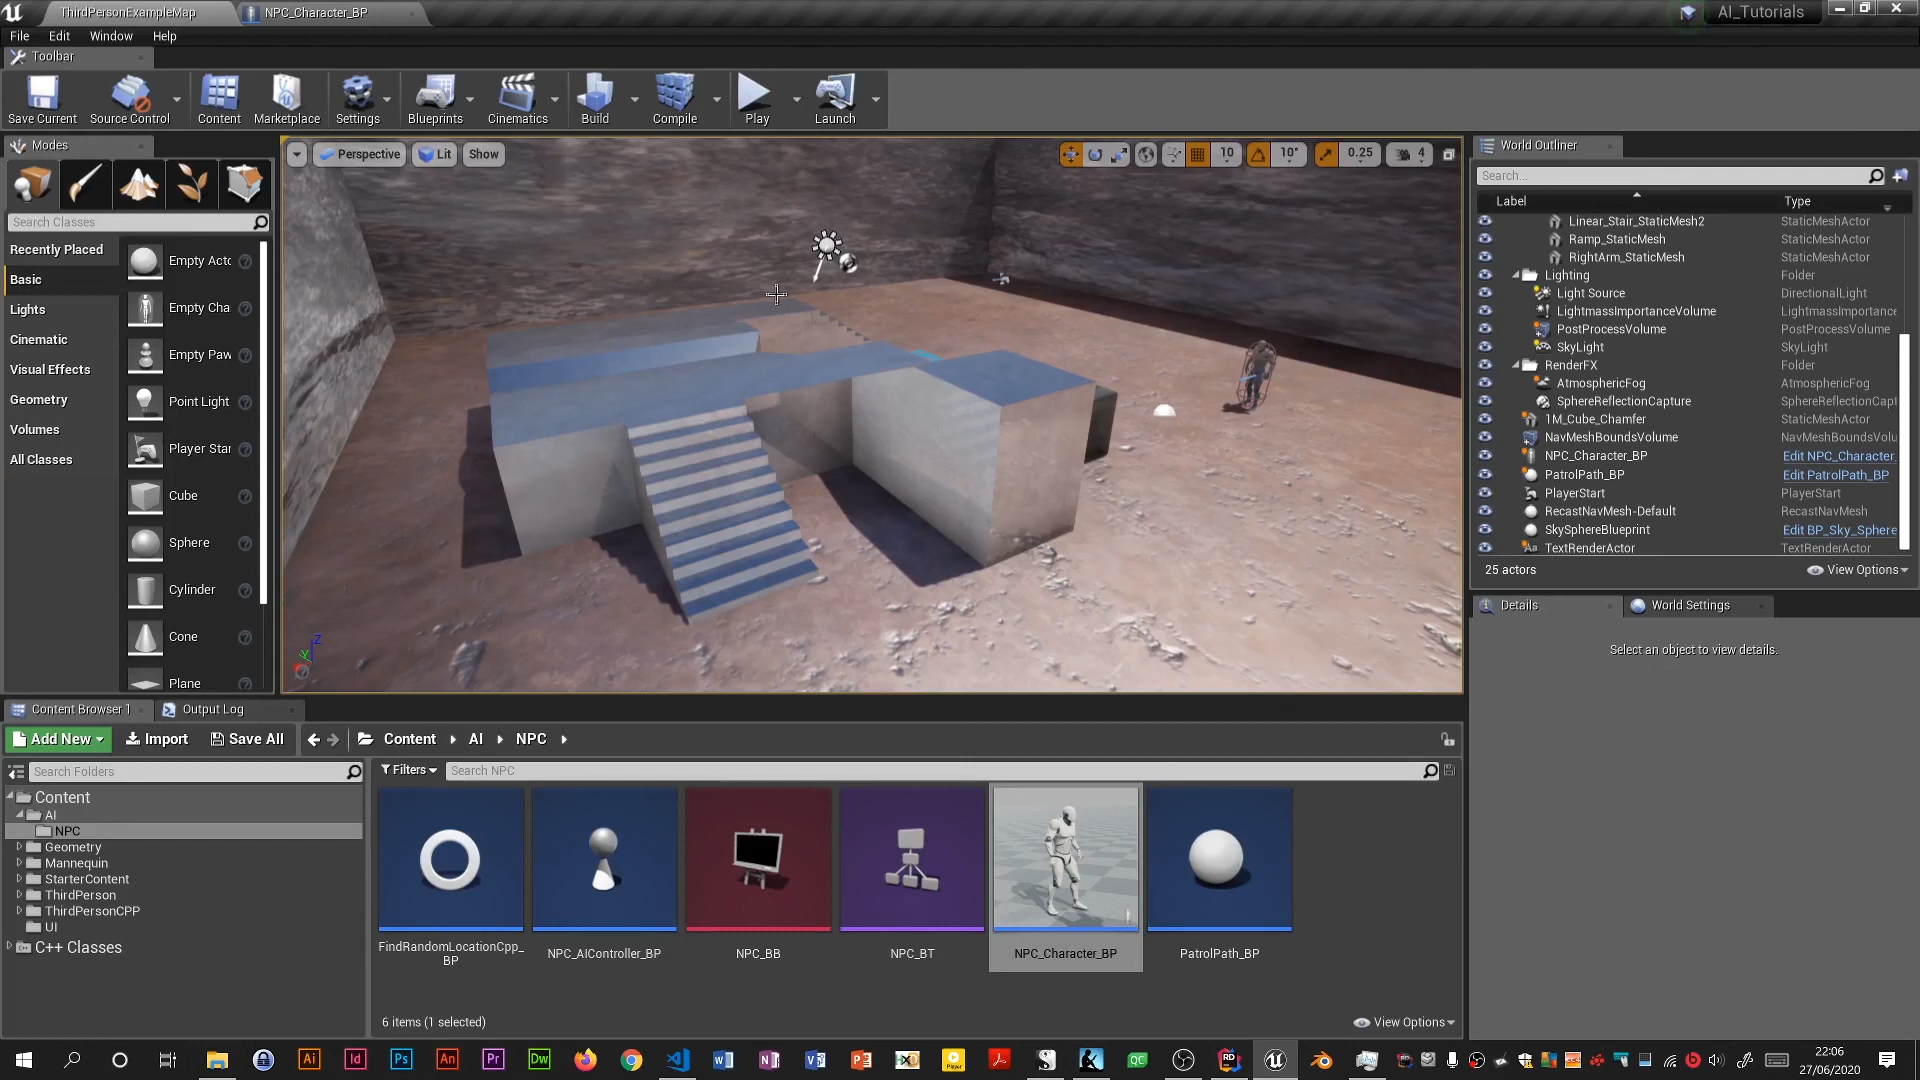 ThirdPersonExampleMap
NPC_Character_BP
AI_Tutorials
File Edit Window Help
Toolbar
Save Current
Source Control
Content
Marketplace
Settings
Blueprints
Cinematics
Build
Compile
Play
Launch
Modes
Search Classes
Recently Placed
Basic
Lights
Cinematic
Visual Effects
Geometry
Volumes
All Classes
Empty Acto
Empty Cha
Empty Paw
Point Light
Player Star
Cube
Sphere
Cylinder
Cone
Plane
Perspective
Lit
Show
10
10°
0.25
4
Z
Y
World Outliner
Search...
Label Type
Linear_Stair_StaticMesh2 StaticMeshActor
Ramp_StaticMesh StaticMeshActor
RightArm_StaticMesh StaticMeshActor
Lighting Folder
Light Source DirectionalLight
LightmassImportanceVolume LightmassImportance
PostProcessVolume PostProcessVolume
SkyLight SkyLight
RenderFX Folder
AtmosphericFog AtmosphericFog
SphereReflectionCapture SphereReflectionCapt
1M_Cube_Chamfer StaticMeshActor
NavMeshBoundsVolume NavMeshBoundsVolu
NPC_Character_BP Edit NPC_Character_
PatrolPath_BP Edit PatrolPath_BP
PlayerStart PlayerStart
RecastNavMesh-Default RecastNavMesh
SkySphereBlueprint Edit BP_Sky_Sphere
TextRenderActor TextRenderActor
25 actors
View Options
Details
World Settings
Select an object to view details.
Content Browser 1
Output Log
Add New
Import
Save All
Content
AI
NPC
Search Folders
Content
AI
NPC
Geometry
Mannequin
StarterContent
ThirdPerson
ThirdPersonCPP
UI
C++ Classes
Filters
Search NPC
FindRandomLocationCpp_
BP
NPC_AIController_BP
NPC_BB
NPC_BT
NPC_Character_BP
PatrolPath_BP
6 items (1 selected)
View Options
Ai
Id
Ps
An
Pr
Dw
QC
22:06
27/06/2020